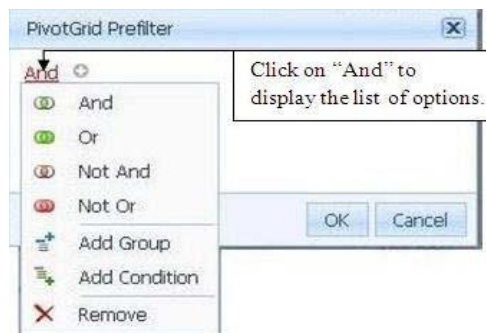 PivotGrid Prefilter
And
Click on “And” to
display the list of options.
And
Or
Not And
Not Or
Add Group
Add Condition
Remove
OK
Cancel